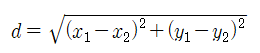 d = √((x₁−x₂)²+(y₁−y₂)²)